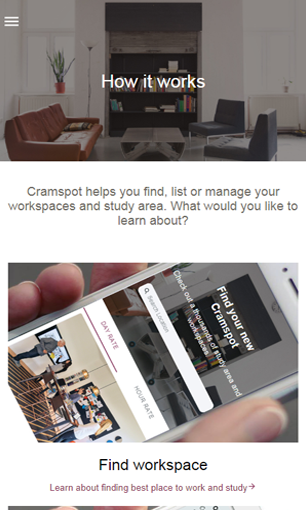 How it works
Cramspot helps you find, list or manage your
workspaces and study area. What would you like to
learn about?
Find your new
Cramspot
Check out a thousands of study area and
workspaces.
Search Location
DAY RATE
HOUR RATE
Find workspace
Learn about finding best place to work and study→